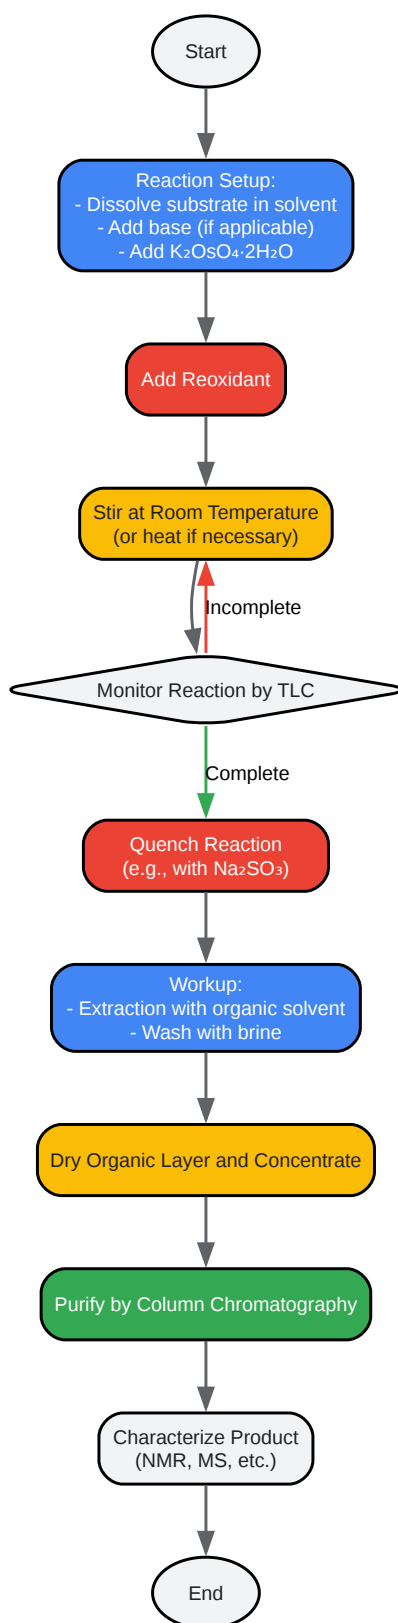 Start
Reaction Setup:
- Dissolve substrate in solvent
- Add base (if applicable)
- Add K₂OsO₄·2H₂O
Add Reoxidant
Stir at Room Temperature
(or heat if necessary)
Incomplete
Monitor Reaction by TLC
Complete
Quench Reaction
(e.g., with Na₂SO₃)
Workup:
- Extraction with organic solvent
- Wash with brine
Dry Organic Layer and Concentrate
Purify by Column Chromatography
Characterize Product
(NMR, MS, etc.)
End